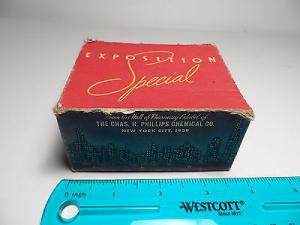 EXPOSITION
Special
From the Hall of Pharmacy Exhibit of
THE CHAS. H. PHILLIPS CHEMICAL CO.
NEW YORK CITY, 1939
0 inch 1 2 3 4
WESTCOTT
Since 1872